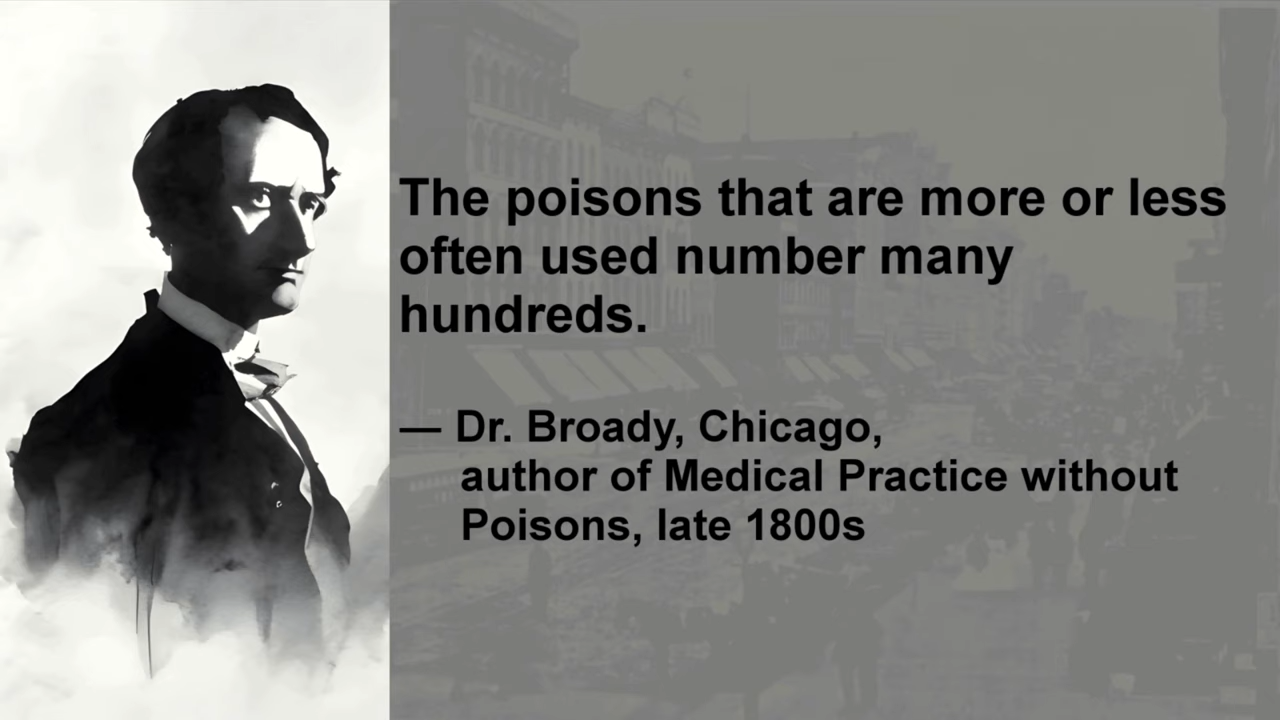 The poisons that are more or less
often used number many
hundreds.
— Dr. Broady, Chicago,
author of Medical Practice without
Poisons, late 1800s